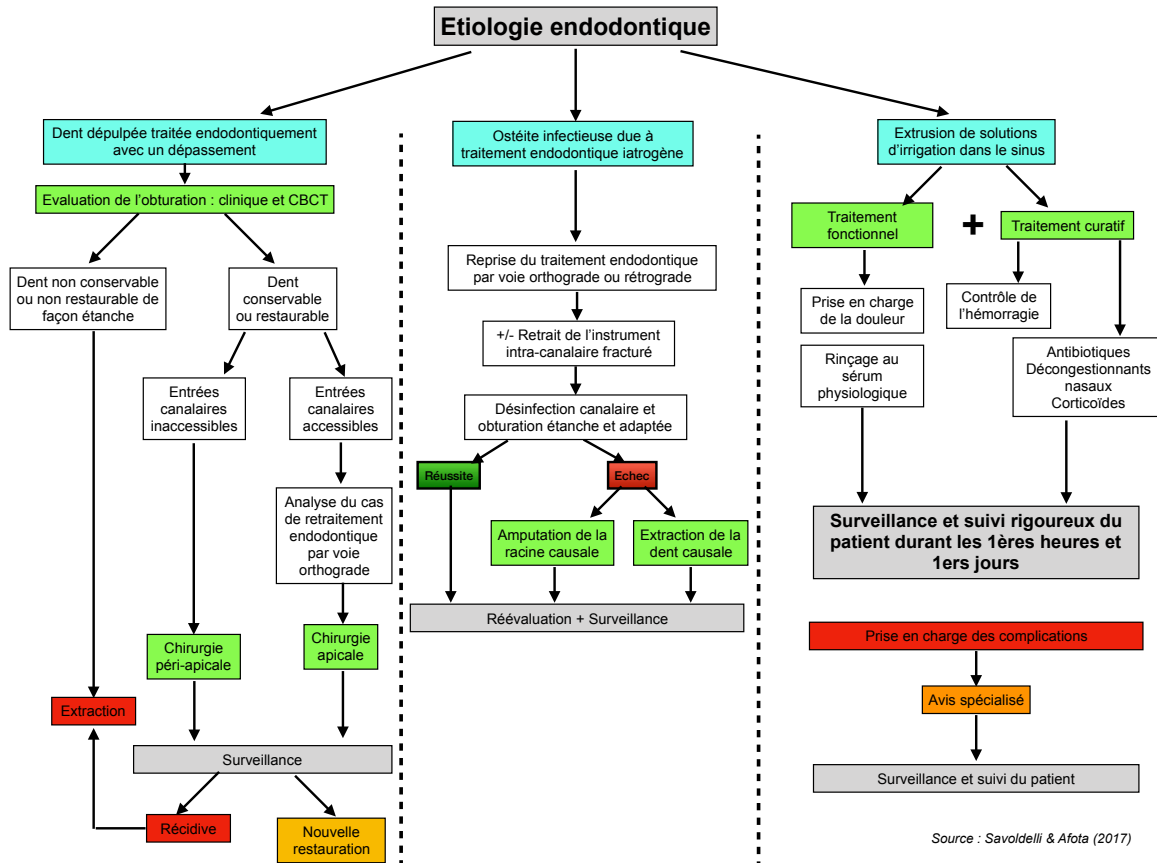 Etiologie endodontique
Dent dépulpée traitée endodontiquement
avec un dépassement
Evaluation de l'obturation : clinique et CBCT
Dent non conservable
ou non restaurable de
façon étanche
Dent
conservable
ou restaurable
Entrées
canalaires
inaccessibles
Entrées
canalaires
accessibles
Analyse du cas
de retraitement
endodontique
par voie
orthograde
Chirurgie
péri-apicale
Chirurgie
apicale
Extraction
Surveillance
Récidive
Nouvelle
restauration
Ostéite infectieuse due à
traitement endodontique iatrogène
Reprise du traitement endodontique
par voie orthograde ou rétrograde
+/- Retrait de l'instrument
intra-canalaire fracturé
Désinfection canalaire et
obturation étanche et adaptée
Réussite
Echec
Amputation de la
racine causale
Extraction de la
dent causale
Réévaluation + Surveillance
Extrusion de solutions
d'irrigation dans le sinus
Traitement
fonctionnel
+
Traitement curatif
Prise en charge
de la douleur
Contrôle de
l'hémorragie
Rinçage au
sérum
physiologique
Antibiotiques
Décongestionnants
nasaux
Corticoïdes
Surveillance et suivi rigoureux du
patient durant les 1ères heures et
1ers jours
Prise en charge des complications
Avis spécialisé
Surveillance et suivi du patient
Source : Savoldelli & Afota (2017)